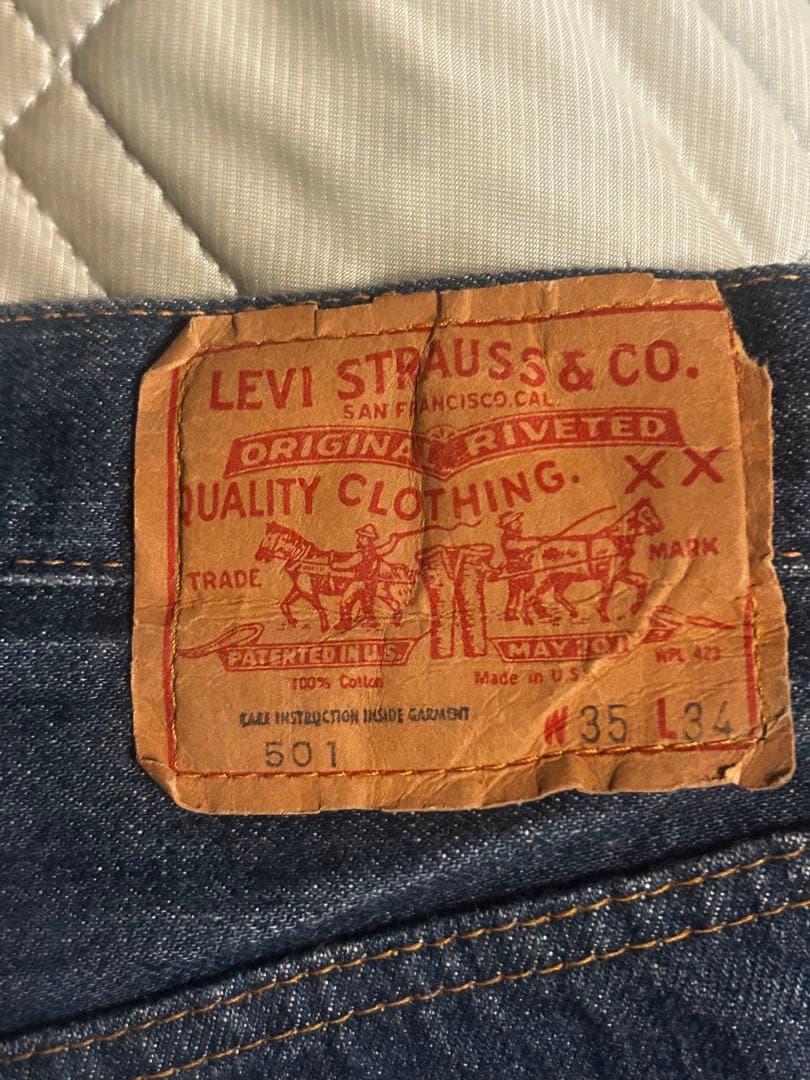 LEVI STRAUSS & CO.
SAN FRANCISCO, CAL.
ORIGINAL RIVETED
QUALITY CLOTHING. XX
TRADE MARK
PATENTED IN U.S. MAY 20
WPL 423
100% Cotton Made in U.S.
CARE INSTRUCTION INSIDE GARMENT
501 W 35 L 34